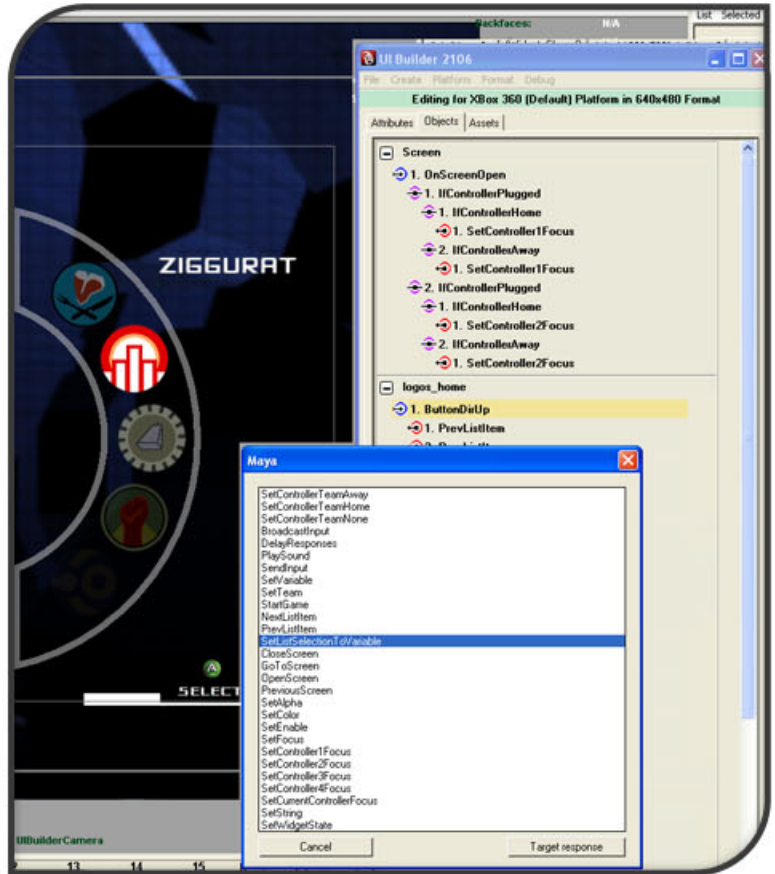 Backfaces: N/A
List Selected
UI Builder 2106
File Create Platform Format Debug
Editing for XBox 360 (Default) Platform in 640x480 Format
Attributes Objects Assets
Screen
1. OnScreenOpen
1. IfControllerPlugged
1. IfControllerHome
1. SetController1Focus
2. IfControllerAway
1. SetController1Focus
2. IfControllerPlugged
1. IfControllerHome
1. SetController2Focus
2. IfControllerAway
1. SetController2Focus
logos_home
1. ButtonDirUp
1. PrevListItem
ZIGGURAT
A
SELECT
Maya
SetControllerTeamAway
SetControllerTeamHome
SetControllerTeamNone
BroadcastInput
DelayResponses
PlaySound
SendInput
SetVariable
SetTeam
StartGame
NextListItem
PrevListItem
SetListSelectionToVariable
CloseScreen
GoToScreen
OpenScreen
PreviousScreen
SetAlpha
SetColor
SetEnable
SetFocus
SetController1Focus
SetController2Focus
SetController3Focus
SetController4Focus
SetCurrentControllerFocus
SetString
SetWidgetState
Cancel Target response
UIBuilderCamera
13 14 15